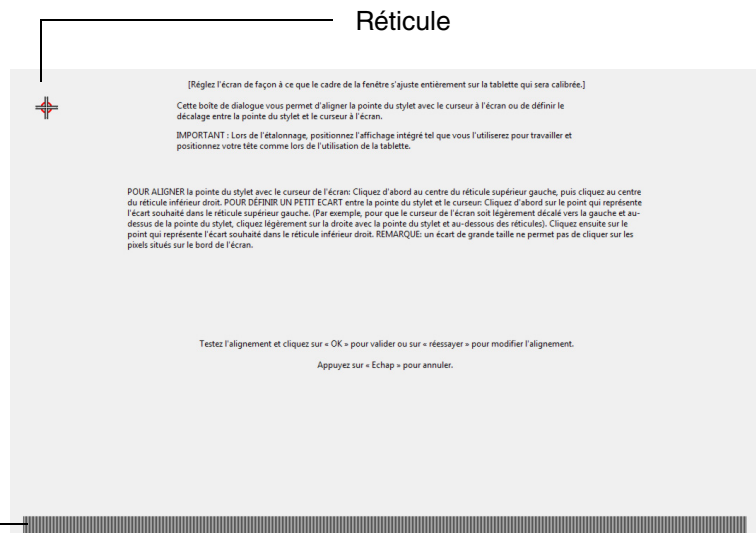 Réticule
[Réglez l'écran de façon à ce que le cadre de la fenêtre s'ajuste entièrement sur la tablette qui sera calibrée.]
Cette boîte de dialogue vous permet d'aligner la pointe du stylet avec le curseur à l'écran ou de définir le
décalage entre la pointe du stylet et le curseur à l'écran.
IMPORTANT : Lors de l'étalonnage, positionnez l'affichage intégré tel que vous l'utiliserez pour travailler et
positionnez votre tête comme lors de l'utilisation de la tablette.
POUR ALIGNER la pointe du stylet avec le curseur de l'écran: Cliquez d'abord au centre du réticule supérieur gauche, puis cliquez au centre
du réticule inférieur droit. POUR DÉFINIR UN PETIT ECART entre la pointe du stylet et le curseur: Cliquez d'abord sur le point qui représente
l'écart souhaité dans le réticule supérieur gauche. (Par exemple, pour que le curseur de l'écran soit légèrement décalé vers la gauche et au-
dessus de la pointe du stylet, cliquez légèrement sur la droite avec la pointe du stylet et au-dessous des réticules). Cliquez ensuite sur le
point qui représente l'écart souhaité dans le réticule inférieur droit. REMARQUE: un écart de grande taille ne permet pas de cliquer sur les
pixels situés sur le bord de l'écran.
Testez l'alignement et cliquez sur « OK » pour valider ou sur « réessayer » pour modifier l'alignement.
Appuyez sur « Echap » pour annuler.